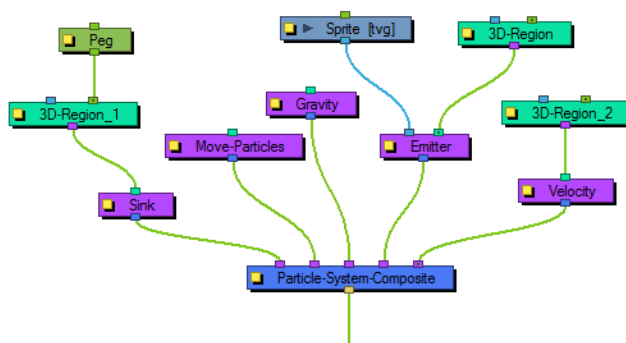 Peg
Sprite [tvg]
3D-Region
3D-Region_1
Gravity
3D-Region_2
Move-Particles
Emitter
Sink
Velocity
Particle-System-Composite